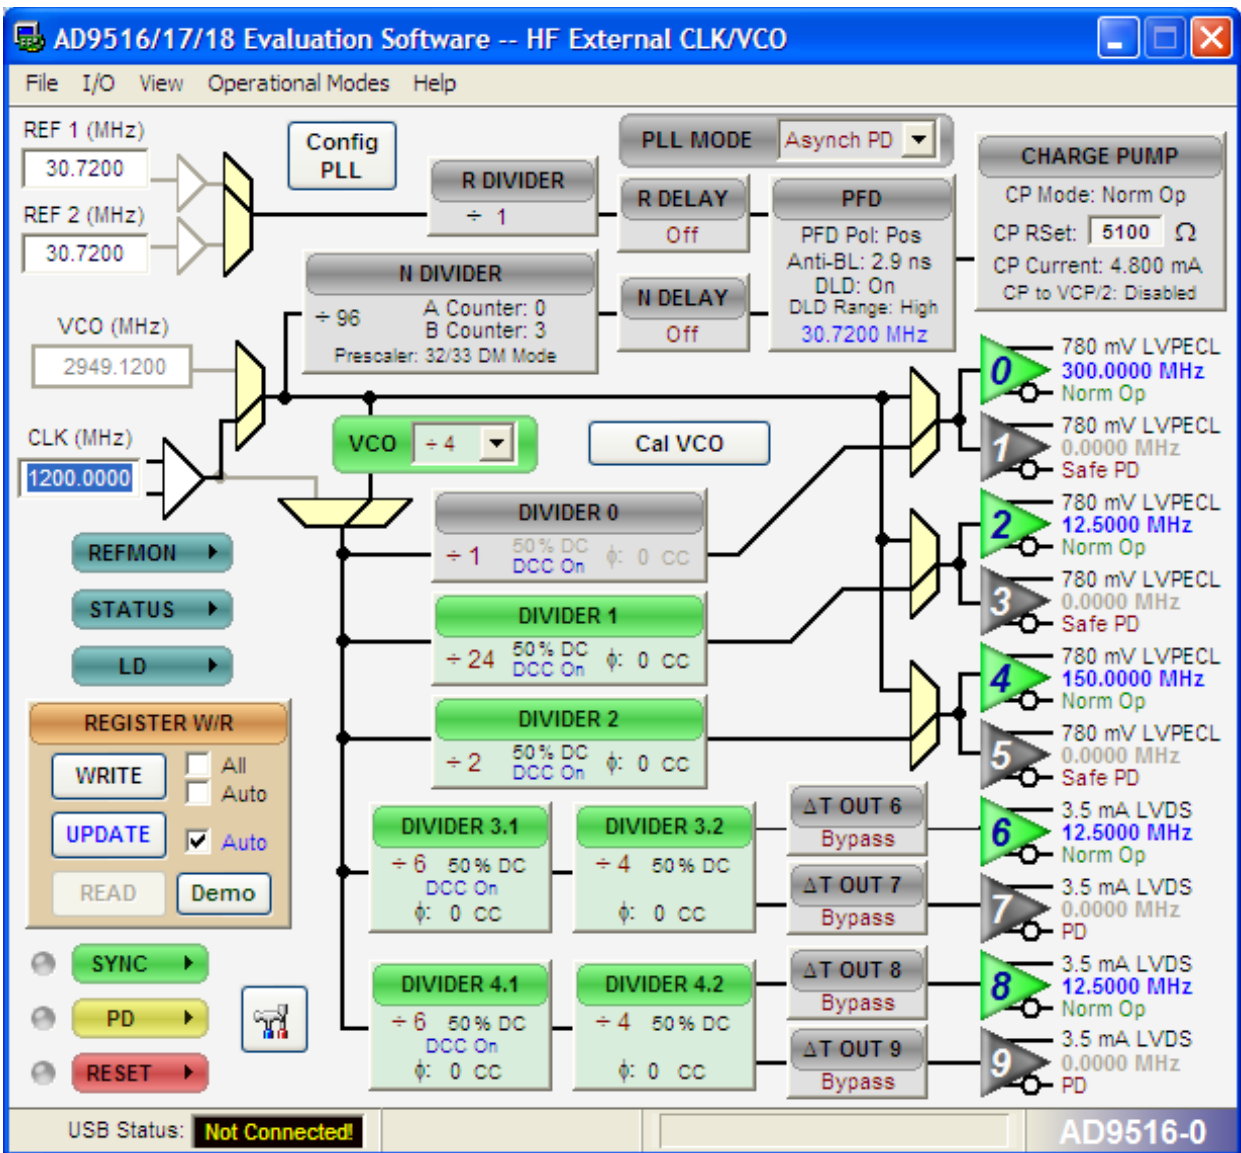 AD9516/17/18 Evaluation Software -- HF External CLK/VCO
File I/O View Operational Modes Help
REF 1 (MHz)
30.7200
REF 2 (MHz)
30.7200
Config
PLL
PLL MODE Asynch PD
R DIVIDER
÷ 1
R DELAY
Off
PFD
PFD Pol: Pos
Anti-BL: 2.9 ns
DLD: On
DLD Range: High
30.7200 MHz
CHARGE PUMP
CP Mode: Norm Op
CP RSet: 5100 Ω
CP Current: 4.800 mA
CP to VCP/2: Disabled
N DIVIDER
÷ 96
A Counter: 0
B Counter: 3
Prescaler: 32/33 DM Mode
N DELAY
Off
VCO (MHz)
2949.1200
CLK (MHz)
1200.0000
VCO ÷ 4
Cal VCO
DIVIDER 0
÷ 1 50% DC
DCC On
ϕ: 0 CC
DIVIDER 1
÷ 24 50% DC
DCC On
ϕ: 0 CC
DIVIDER 2
÷ 2 50% DC
DCC On
ϕ: 0 CC
DIVIDER 3.1
÷ 6 50% DC
DCC On
ϕ: 0 CC
DIVIDER 3.2
÷ 4 50% DC
ϕ: 0 CC
DIVIDER 4.1
÷ 6 50% DC
DCC On
ϕ: 0 CC
DIVIDER 4.2
÷ 4 50% DC
ϕ: 0 CC
ΔT OUT 6
Bypass
ΔT OUT 7
Bypass
ΔT OUT 8
Bypass
ΔT OUT 9
Bypass
0
780 mV LVPECL
300.0000 MHz
Norm Op
1
780 mV LVPECL
0.0000 MHz
Safe PD
2
780 mV LVPECL
12.5000 MHz
Norm Op
3
780 mV LVPECL
0.0000 MHz
Safe PD
4
780 mV LVPECL
150.0000 MHz
Norm Op
5
780 mV LVPECL
0.0000 MHz
Safe PD
6
3.5 mA LVDS
12.5000 MHz
Norm Op
7
3.5 mA LVDS
0.0000 MHz
PD
8
3.5 mA LVDS
12.5000 MHz
Norm Op
9
3.5 mA LVDS
0.0000 MHz
PD
REFMON
STATUS
LD
REGISTER W/R
WRITE All
Auto
UPDATE Auto
READ Demo
SYNC
PD
RESET
USB Status: Not Connected!
AD9516-0